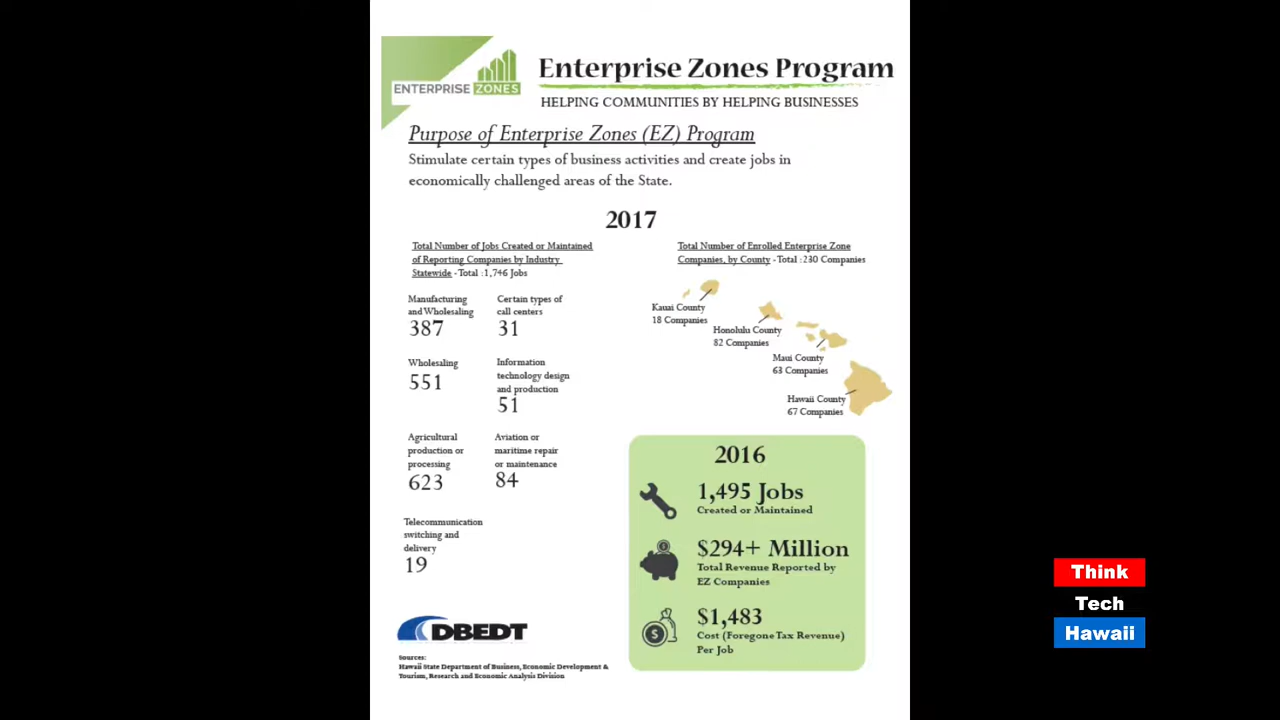 ENTERPRISE ZONES
Enterprise Zones Program
HELPING COMMUNITIES BY HELPING BUSINESSES
Purpose of Enterprise Zones (EZ) Program
Stimulate certain types of business activities and create jobs in
economically challenged areas of the State.
2017
Total Number of Jobs Created or Maintained
of Reporting Companies by Industry
Statewide - Total : 1,746 Jobs
Manufacturing
and Wholesaling
387
Certain types of
call centers
31
Wholesaling
551
Information
technology design
and production
51
Agricultural
production or
processing
623
Aviation or
maritime repair
or maintenance
84
Telecommunication
switching and
delivery
19
Total Number of Enrolled Enterprise Zone
Companies, by County - Total : 230 Companies
Kauai County
18 Companies
Honolulu County
82 Companies
Maui County
63 Companies
Hawaii County
67 Companies
2016
1,495 Jobs
Created or Maintained
$294+ Million
Total Revenue Reported by
EZ Companies
$1,483
Cost (Foregone Tax Revenue)
Per Job
DBEDT
Sources:
Hawaii State Department of Business, Economic Development &
Tourism, Research and Economic Analysis Division
Think
Tech
Hawaii